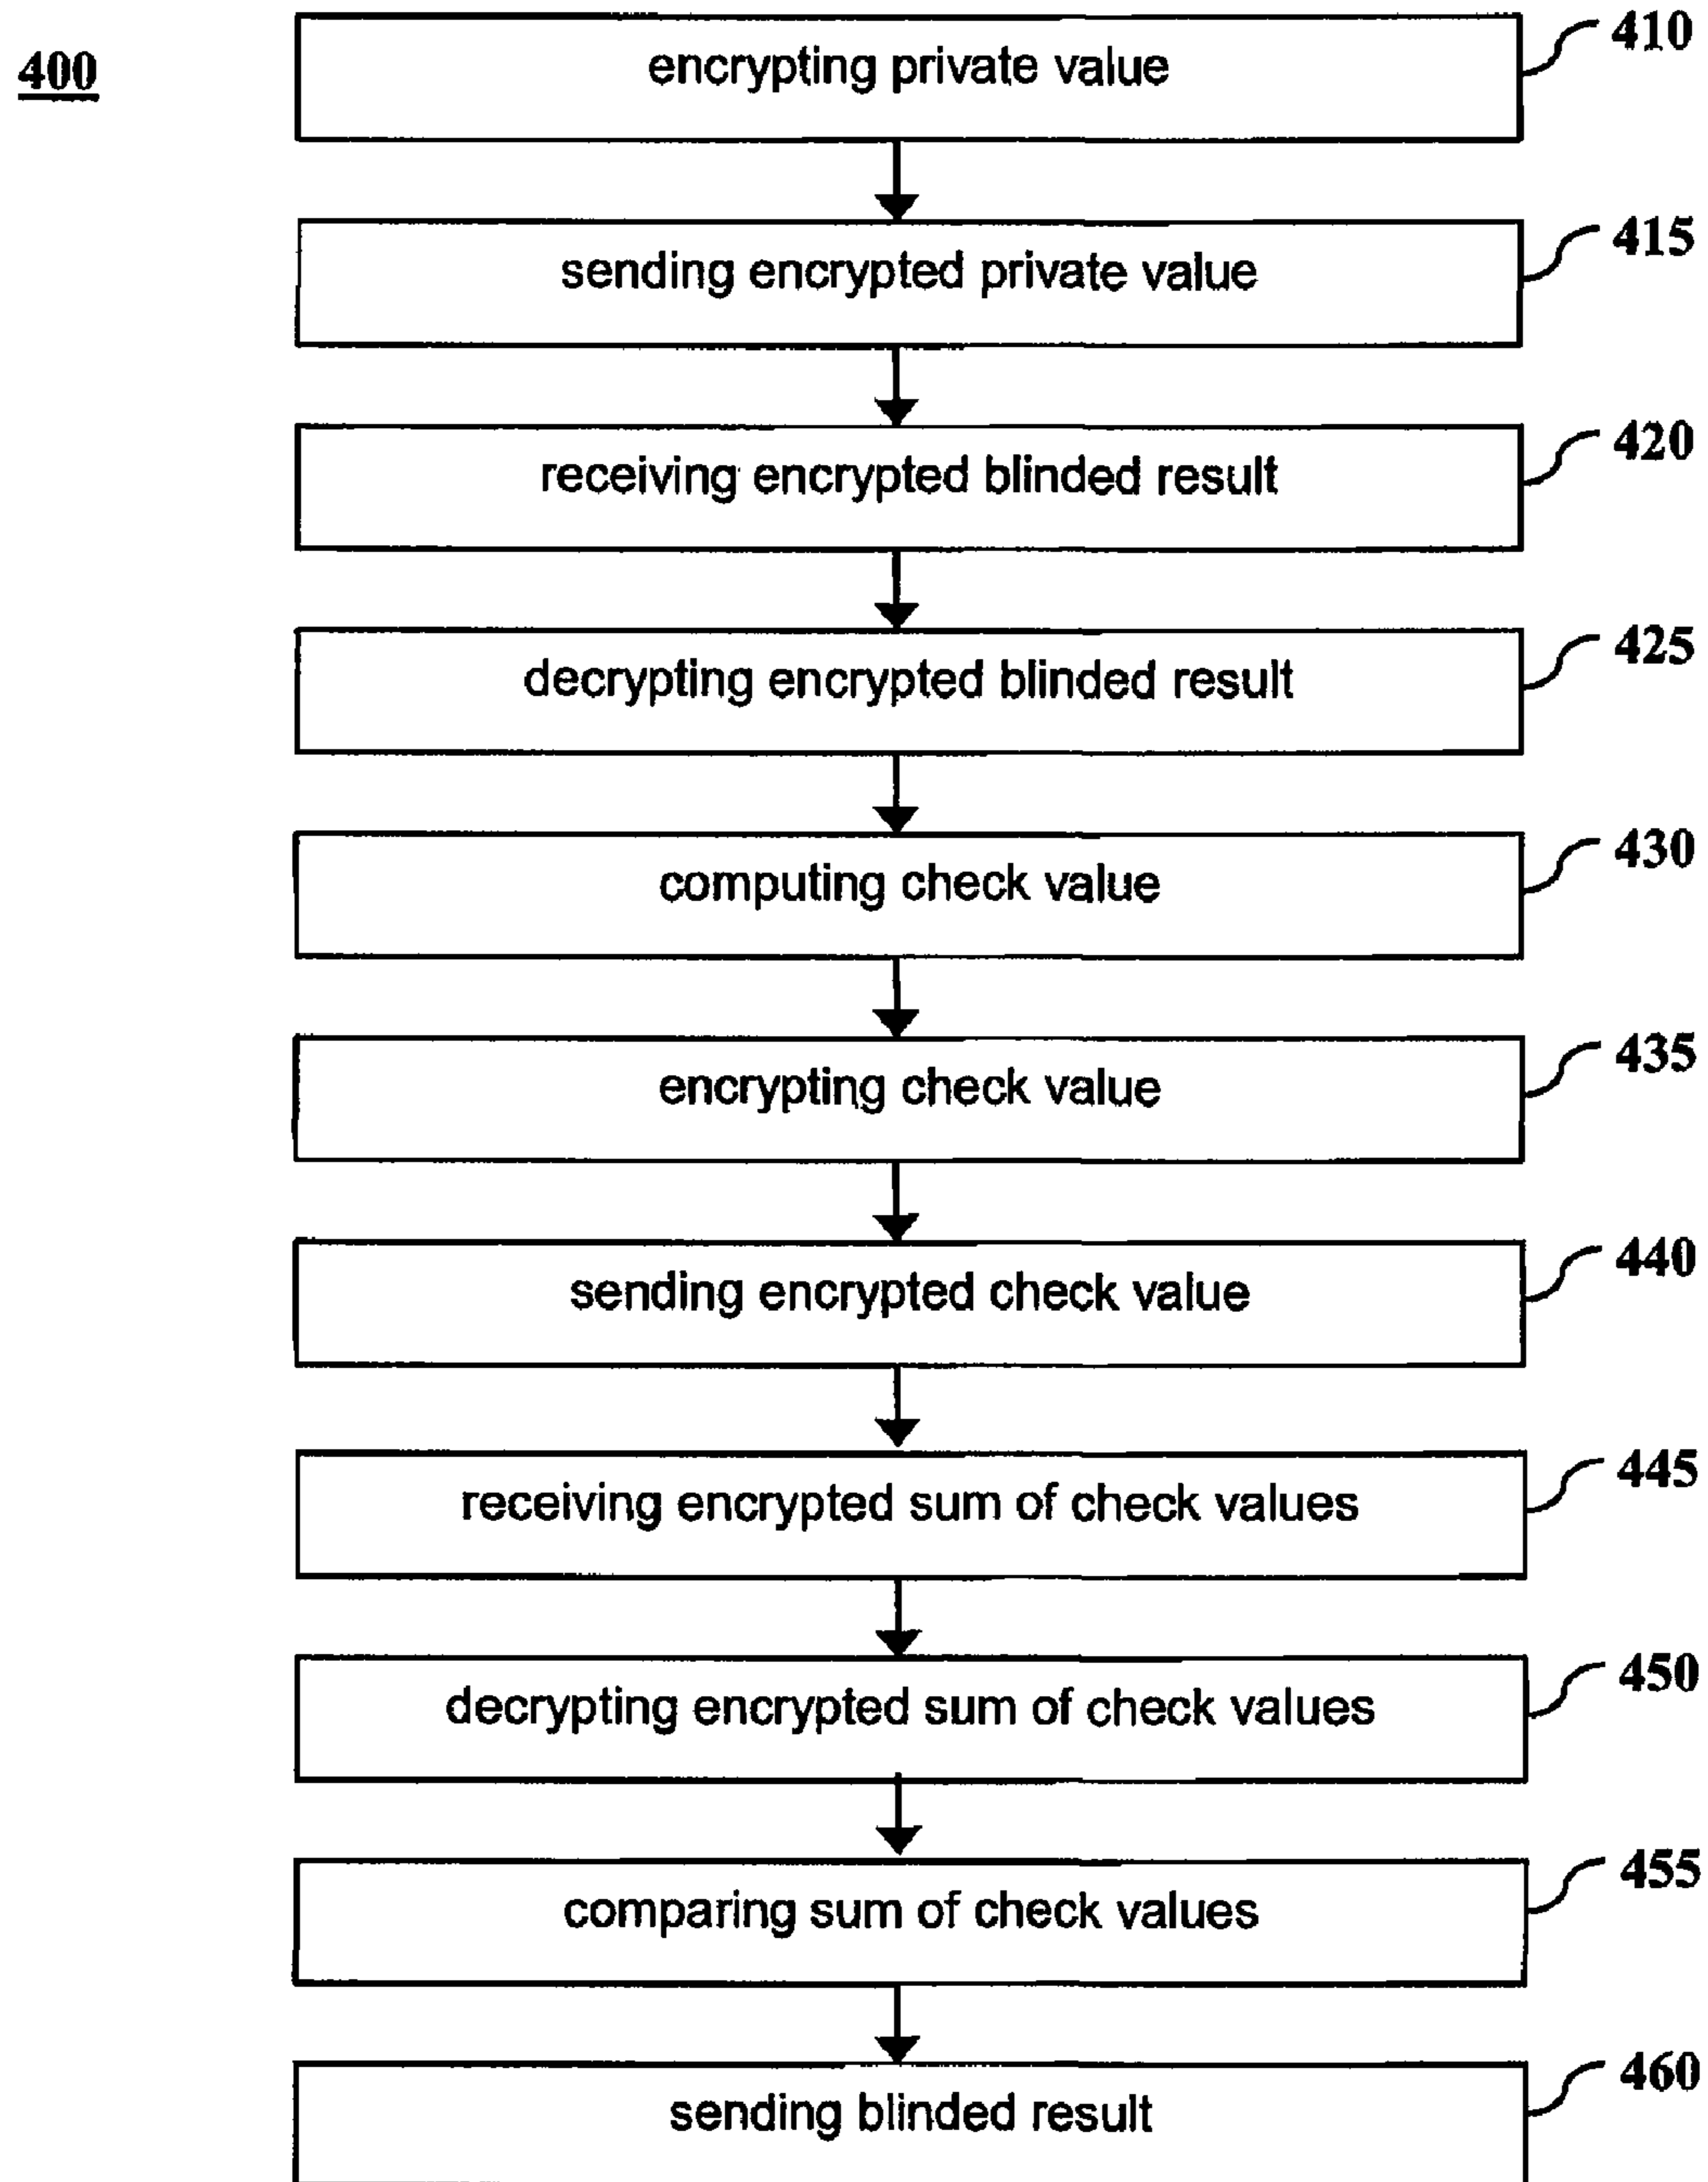 400
encrypting private value
410
sending encrypted private value
415
receiving encrypted blinded result
420
decrypting encrypted blinded result
425
computing check value
430
encrypting check value
435
sending encrypted check value
440
receiving encrypted sum of check values
445
decrypting encrypted sum of check values
450
comparing sum of check values
455
sending blinded result
460